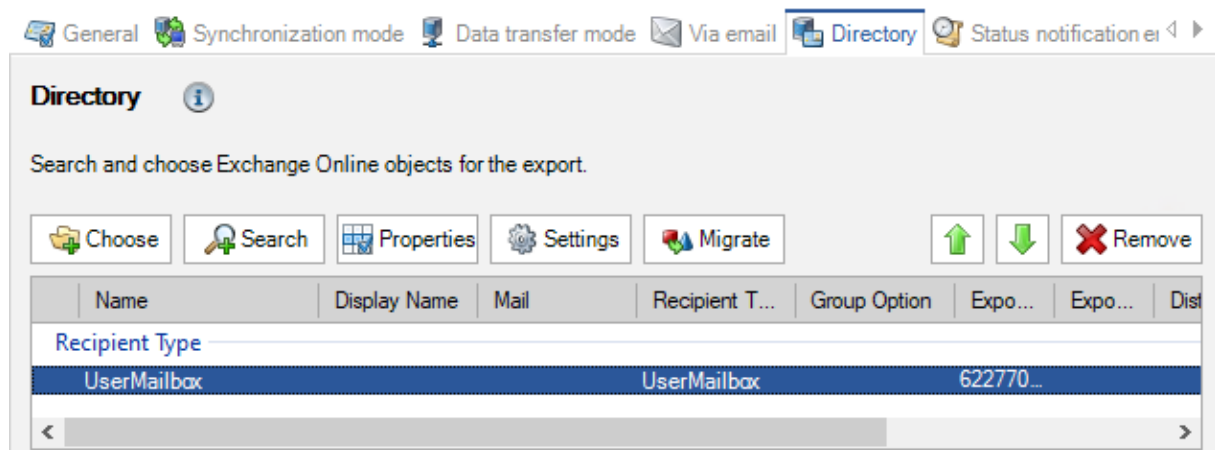 General Synchronization mode Data transfer mode Via email Directory Status notification er
Directory
Search and choose Exchange Online objects for the export.
Choose Search Properties Settings Migrate Remove
Name Display Name Mail Recipient T... Group Option Expo... Expo... Dist
Recipient Type
UserMailbox UserMailbox 622770...